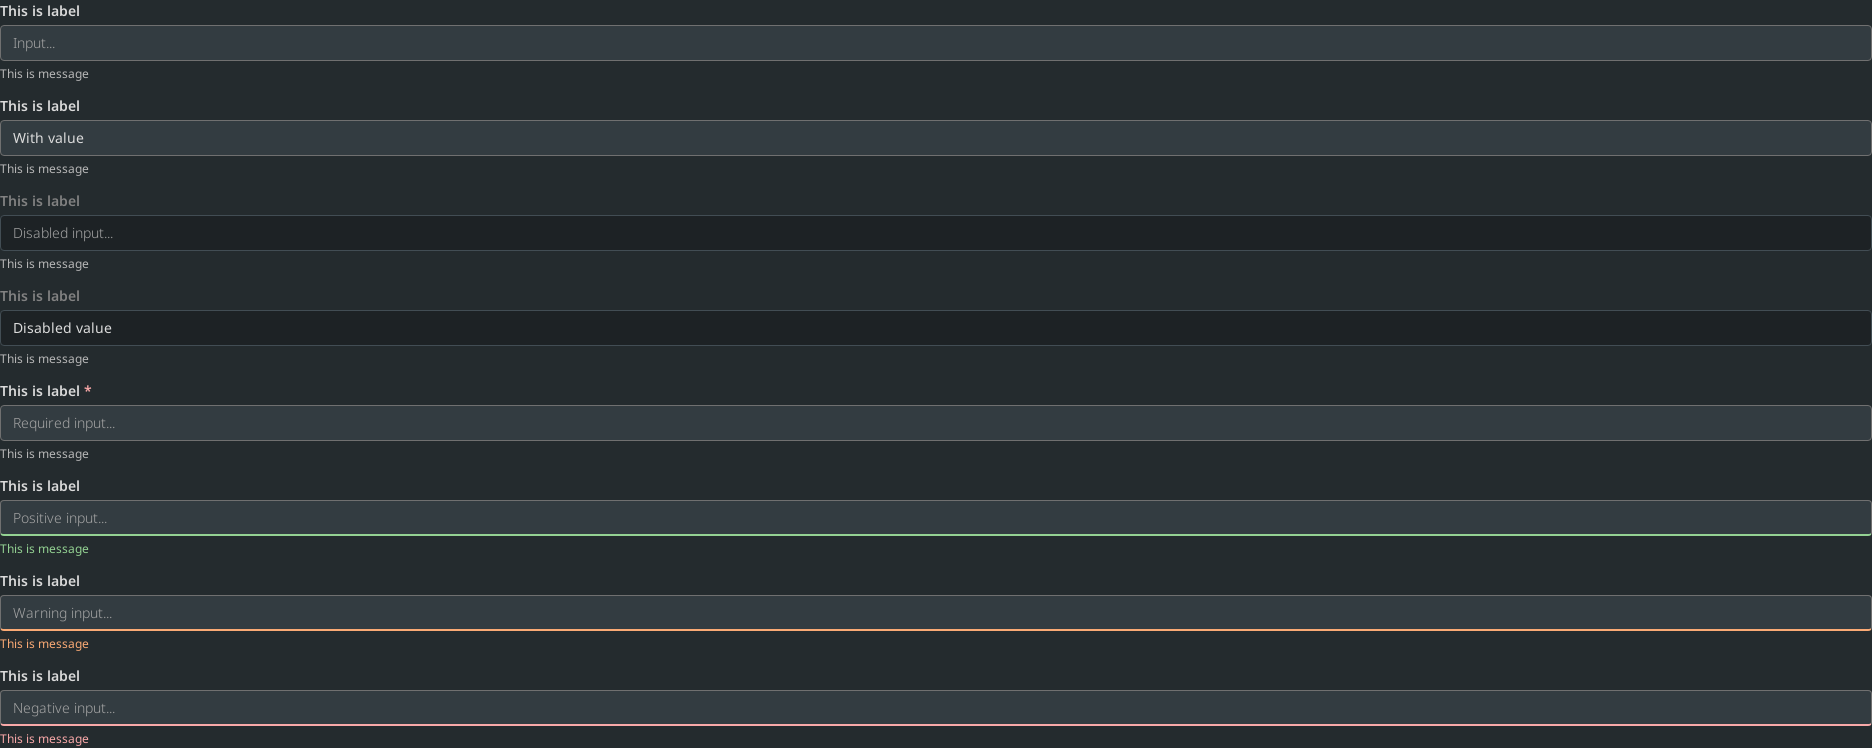 This is label
Input...
This is message
This is label
With value
This is message
This is label
Disabled input...
This is message
This is label
Disabled value
This is message
This is label *
Required input...
This is message
This is label
Positive input...
This is message
This is label
Warning input...
This is message
This is label
Negative input...
This is message